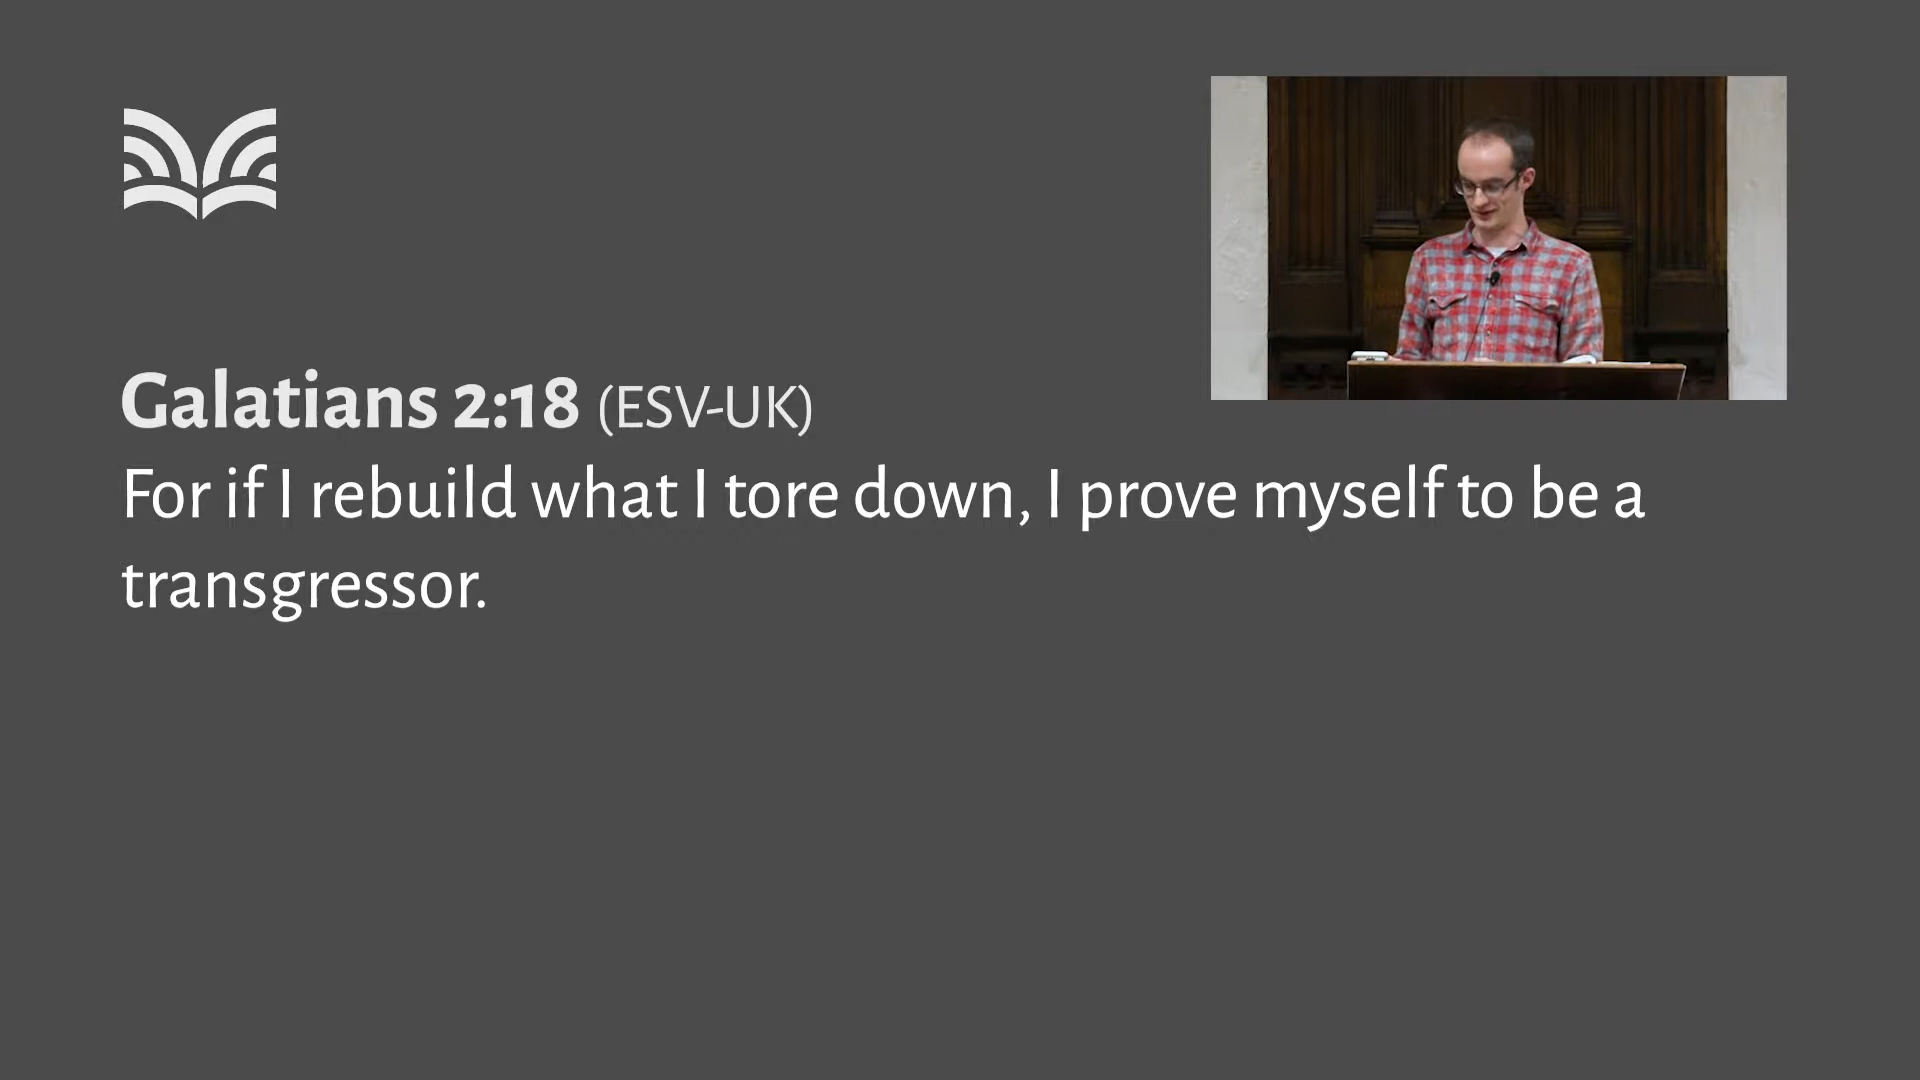 Galatians 2:18 (ESV-UK)
For if I rebuild what I tore down, I prove myself to be a
transgressor.